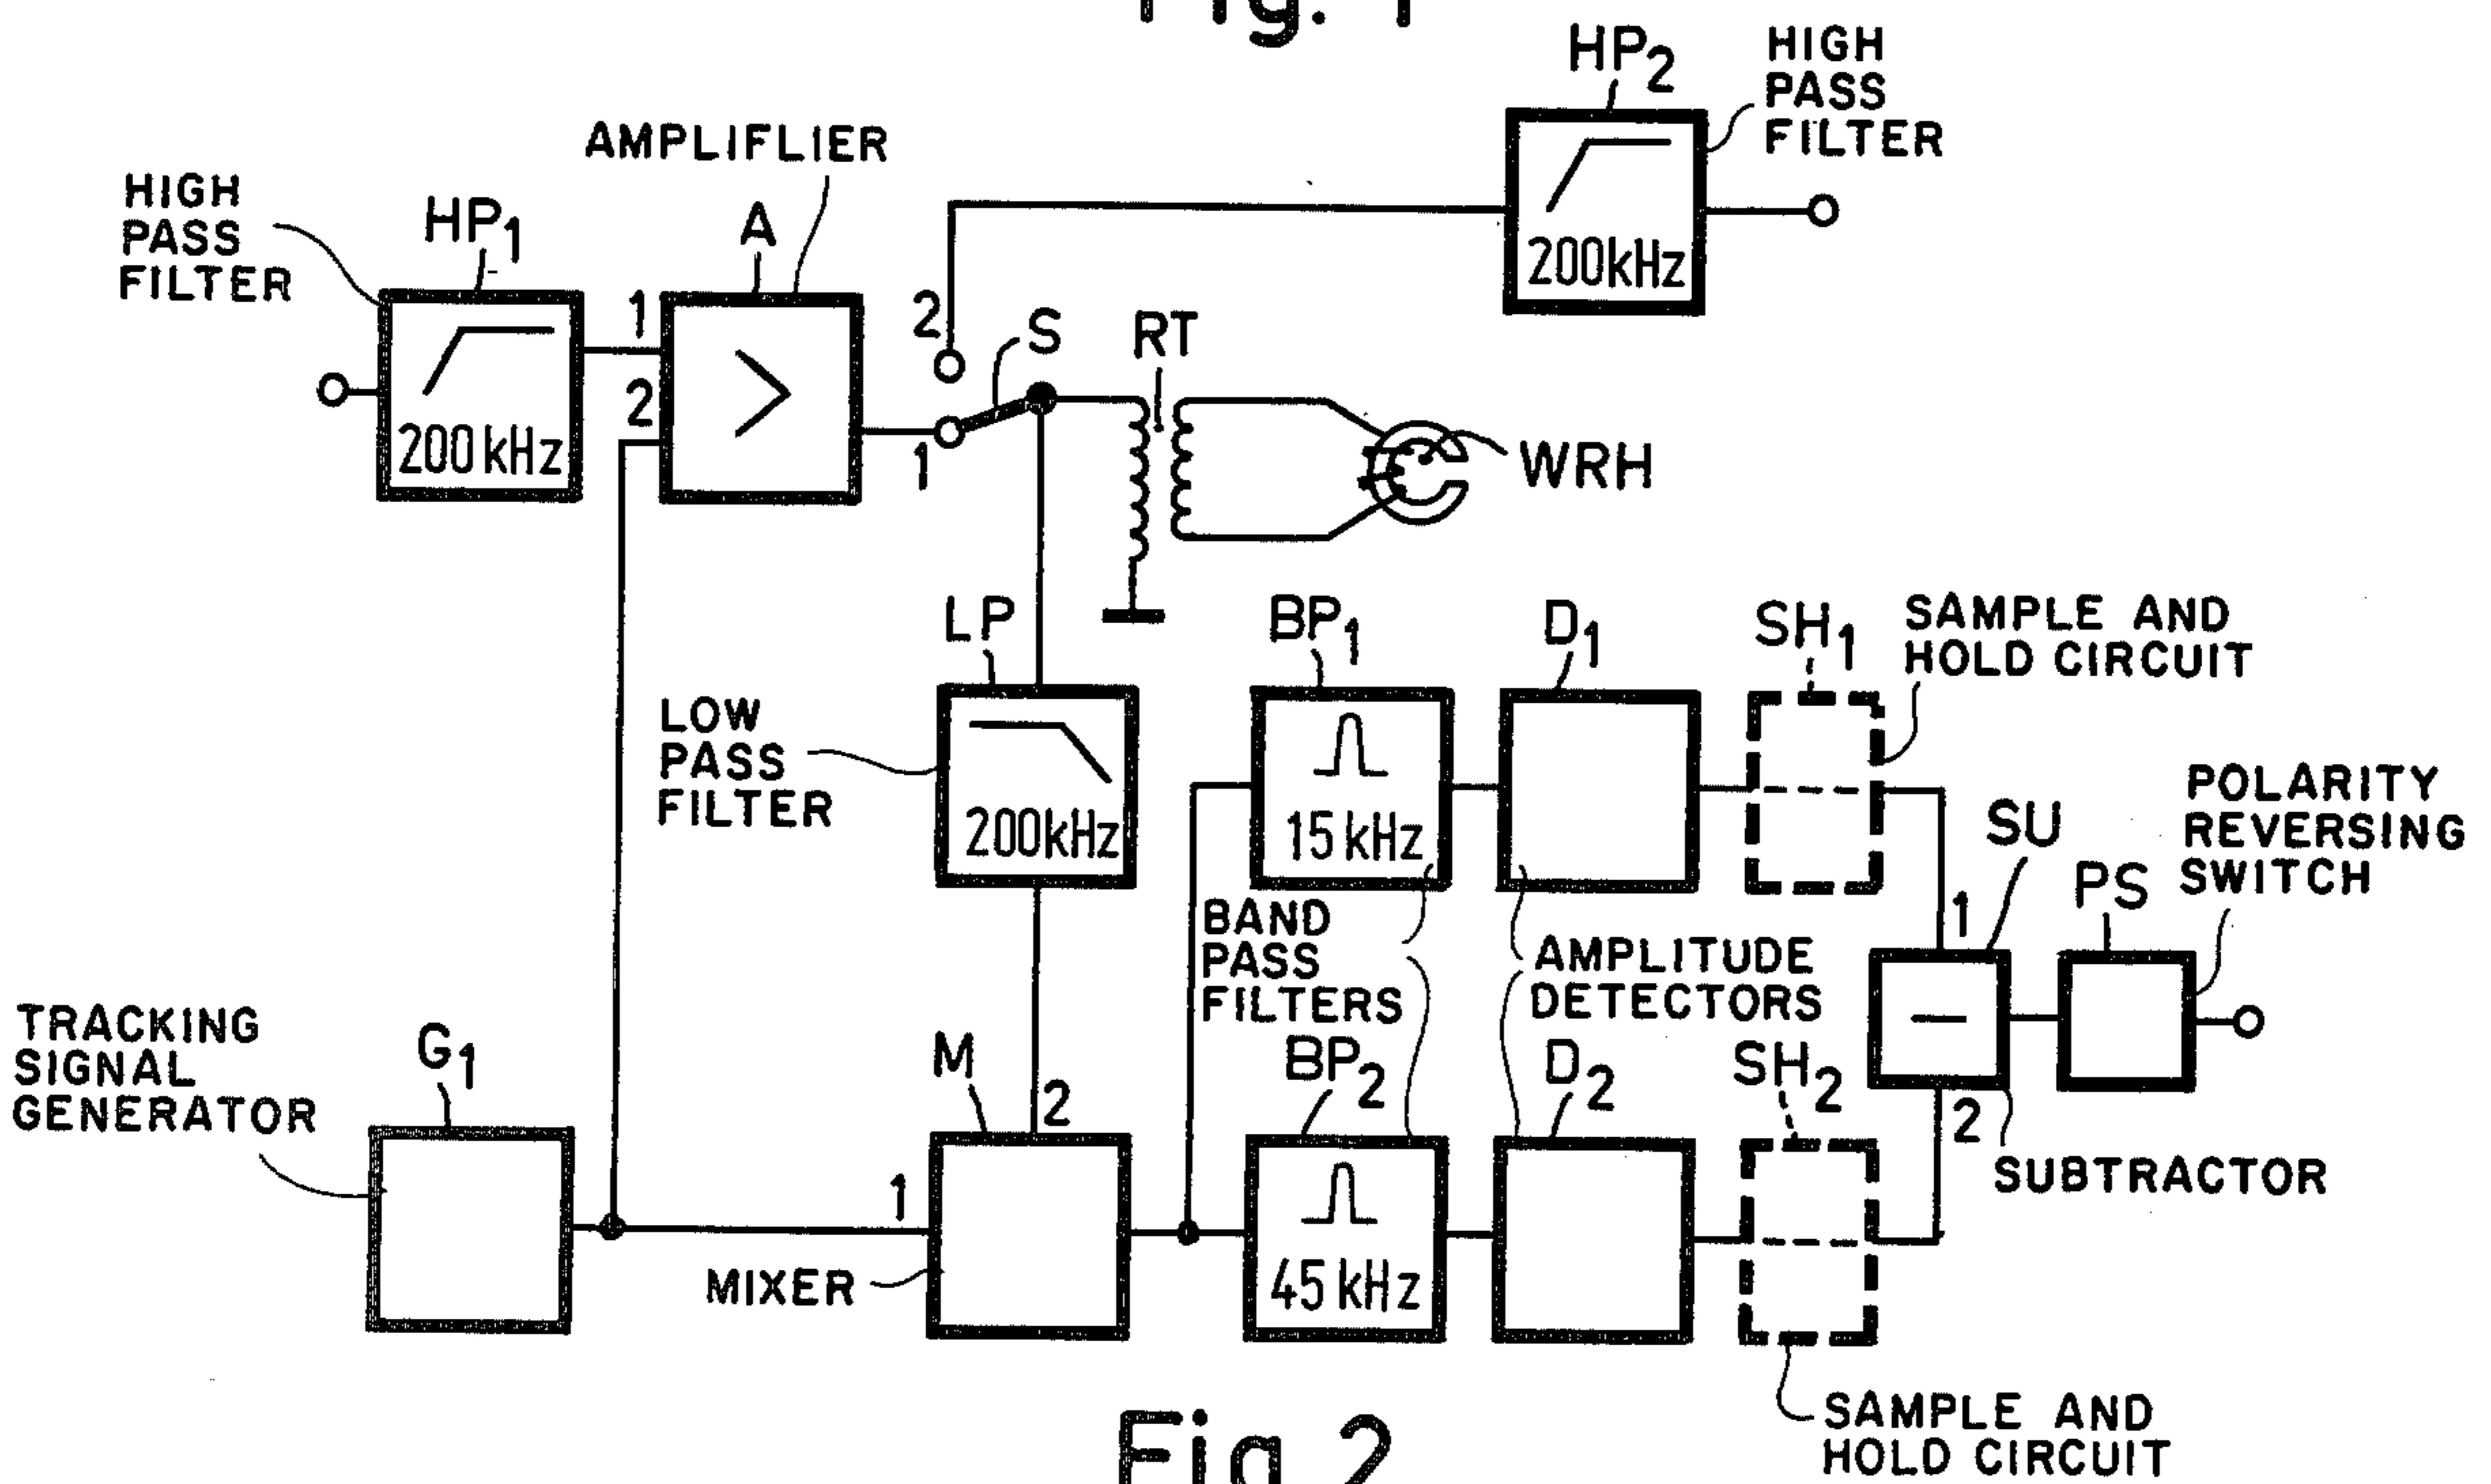 Fig. 1
HP2
HIGH
PASS
FILTER
200kHz
AMPLIFLIER
HIGH
PASS
FILTER
HP1
A
1
2
200 kHz
2
S
RT
1
WRH
LP
LOW
PASS
FILTER
200kHz
BP1
15 kHz
D1
SH1
SAMPLE AND
HOLD CIRCUIT
POLARITY
REVERSING
SWITCH
SU
PS
1
BAND
PASS
FILTERS
AMPLITUDE
DETECTORS
TRACKING
SIGNAL
GENERATOR
G1
M
2
1
MIXER
BP2
45 kHz
D2
SH2
2
SUBTRACTOR
SAMPLE AND
HOLD CIRCUIT
Fig. 2